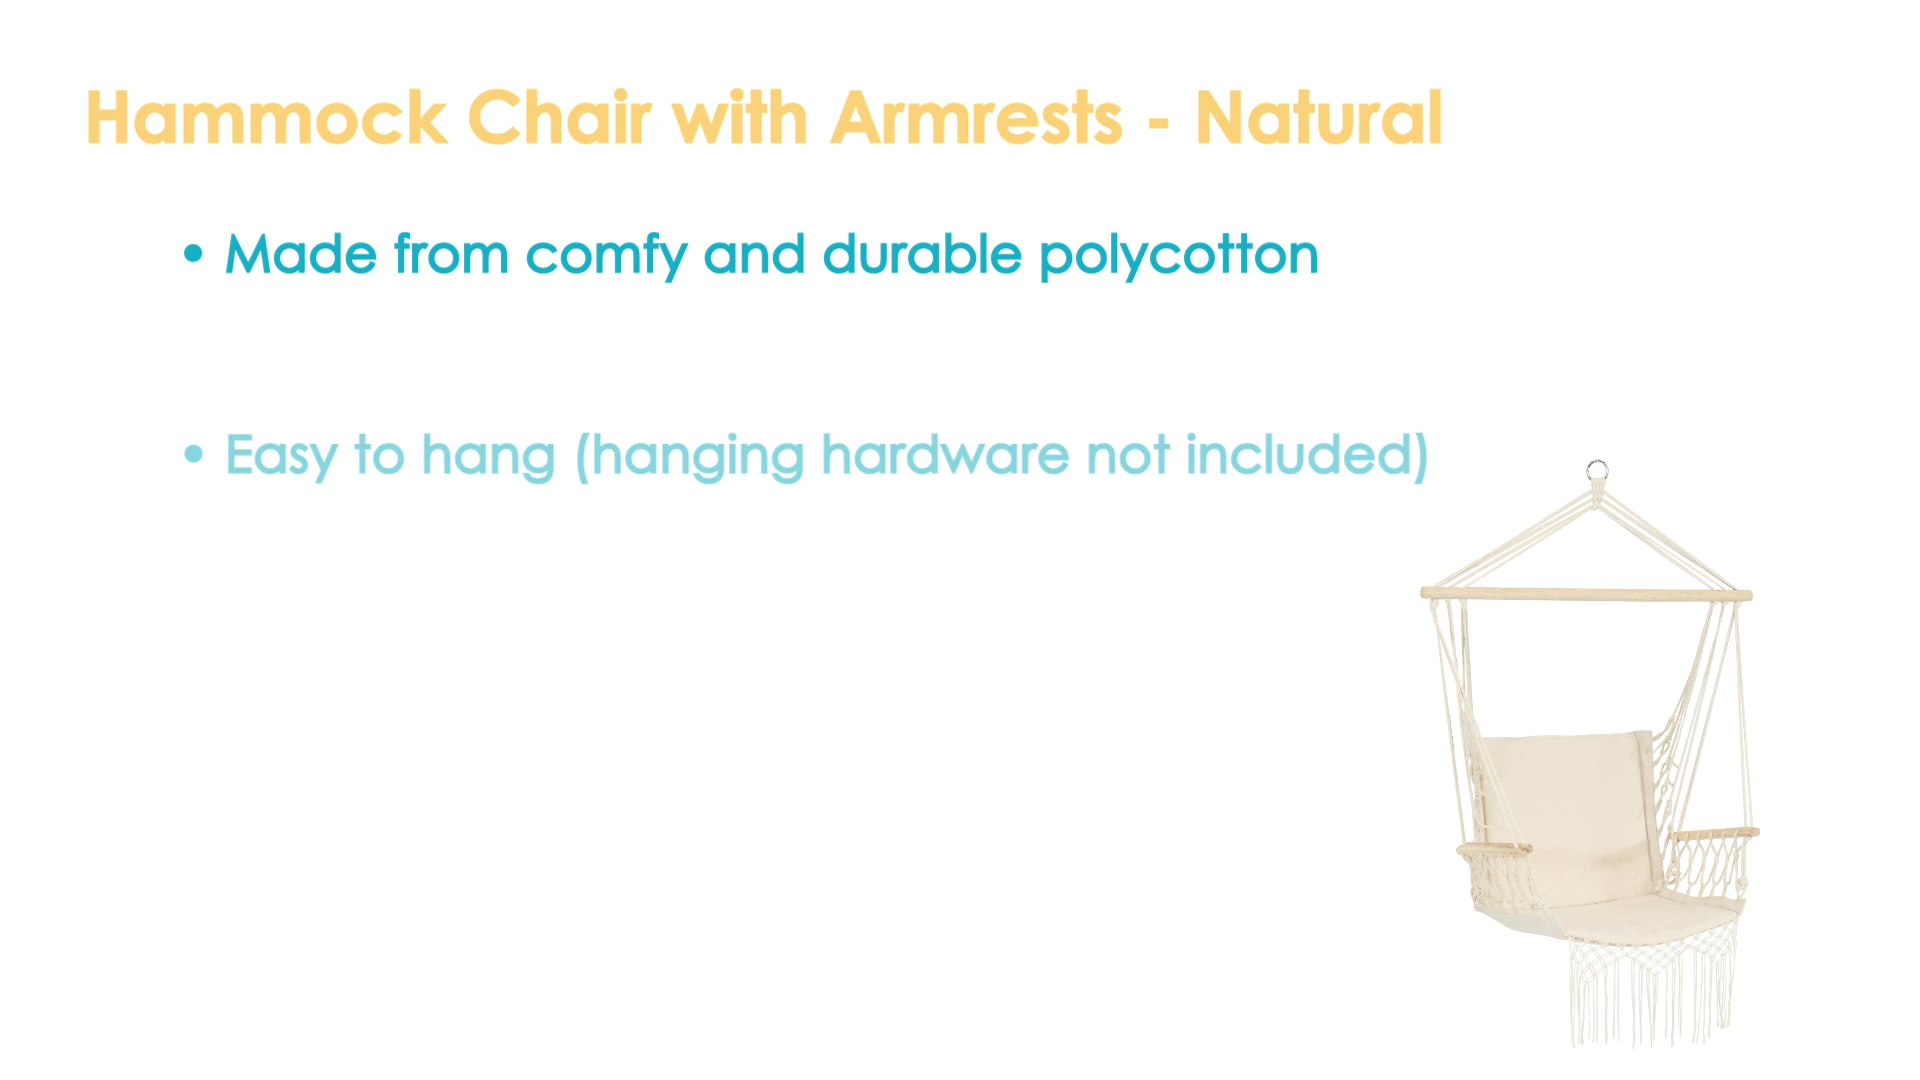 Hammock Chair with Armrests - Natural
• Made from comfy and durable polycotton
• Easy to hang (hanging hardware not included)